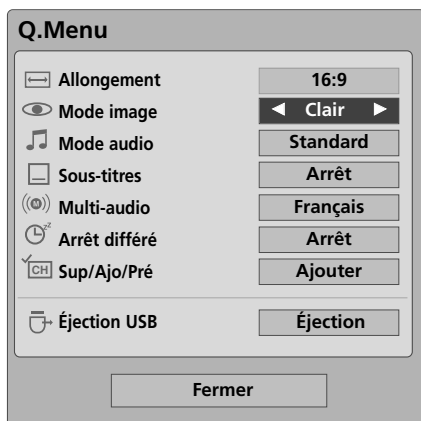 Q.Menu
Allongement 16:9
Mode image ◄ Clair ►
Mode audio Standard
Sous-titres Arrêt
Multi-audio Français
Arrêt différé Arrêt
CH Sup/Ajo/Pré Ajouter
Éjection USB Éjection
Fermer